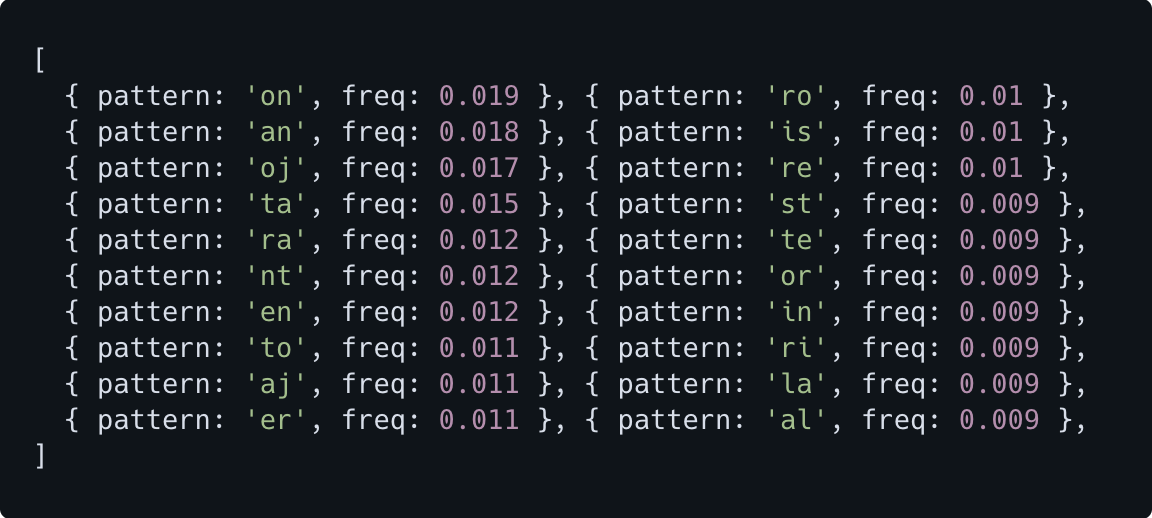 [
{ pattern: 'on', freq: 0.019 }, { pattern: 'ro', freq: 0.01 },
{ pattern: 'an', freq: 0.018 }, { pattern: 'is', freq: 0.01 },
{ pattern: 'oj', freq: 0.017 }, { pattern: 're', freq: 0.01 },
{ pattern: 'ta', freq: 0.015 }, { pattern: 'st', freq: 0.009 },
{ pattern: 'ra', freq: 0.012 }, { pattern: 'te', freq: 0.009 },
{ pattern: 'nt', freq: 0.012 }, { pattern: 'or', freq: 0.009 },
{ pattern: 'en', freq: 0.012 }, { pattern: 'in', freq: 0.009 },
{ pattern: 'to', freq: 0.011 }, { pattern: 'ri', freq: 0.009 },
{ pattern: 'aj', freq: 0.011 }, { pattern: 'la', freq: 0.009 },
{ pattern: 'er', freq: 0.011 }, { pattern: 'al', freq: 0.009 },
]